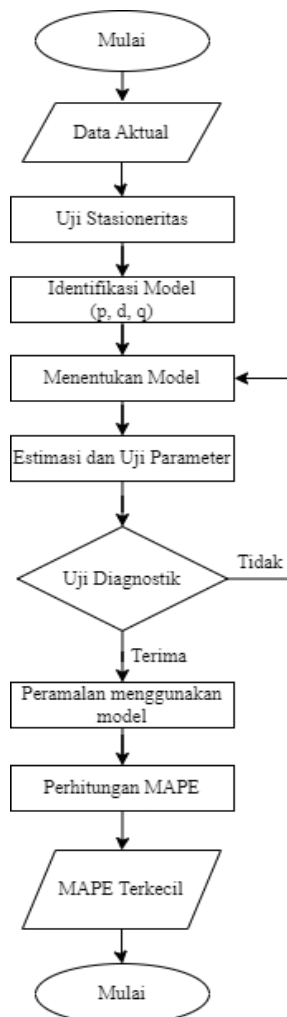 Mulai
Data Aktual
Uji Stasioneritas
Identifikasi Model
(p, d, q)
Menentukan Model
Estimasi dan Uji Parameter
Uji Diagnostik
Tidak
Terima
Peramalan menggunakan
model
Perhitungan MAPE
MAPE Terkecil
Mulai